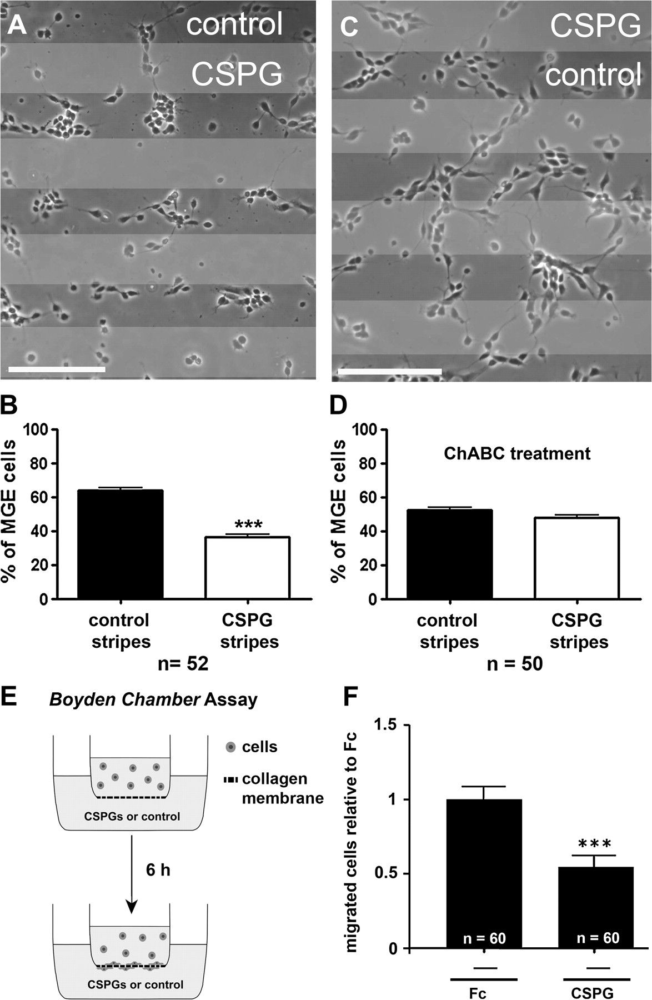 A
control
CSPG
C
CSPG
control
B
% of MGE cells
100
80
60
40
20
0
***
control
stripes
CSPG
stripes
n= 52
D
% of MGE cells
100
80
60
40
20
0
ChABC treatment
control
stripes
CSPG
stripes
n = 50
E
Boyden Chamber Assay
cells
collagen
membrane
CSPGs or control
6 h
CSPGs or control
F
migrated cells relative to Fc
1.5
1
0.5
0
***
n = 60
n = 60
Fc
CSPG